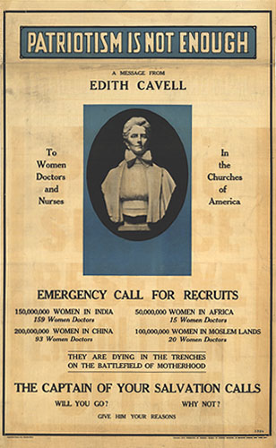 PATRIOTISM IS NOT ENOUGH
A MESSAGE FROM
EDITH CAVELL
To
Women
Doctors
and
Nurses
In
the
Churches
of
America
EMERGENCY CALL FOR RECRUITS
150,000,000 WOMEN IN INDIA
159 Women Doctors
50,000,000 WOMEN IN AFRICA
15 Women Doctors
200,000,000 WOMEN IN CHINA
93 Women Doctors
100,000,000 WOMEN IN MOSLEM LANDS
20 Women Doctors
THEY ARE DYING IN THE TRENCHES
ON THE BATTLEFIELD OF MOTHERHOOD
THE CAPTAIN OF YOUR SALVATION CALLS
WILL YOU GO?
WHY NOT?
GIVE HIM YOUR REASONS